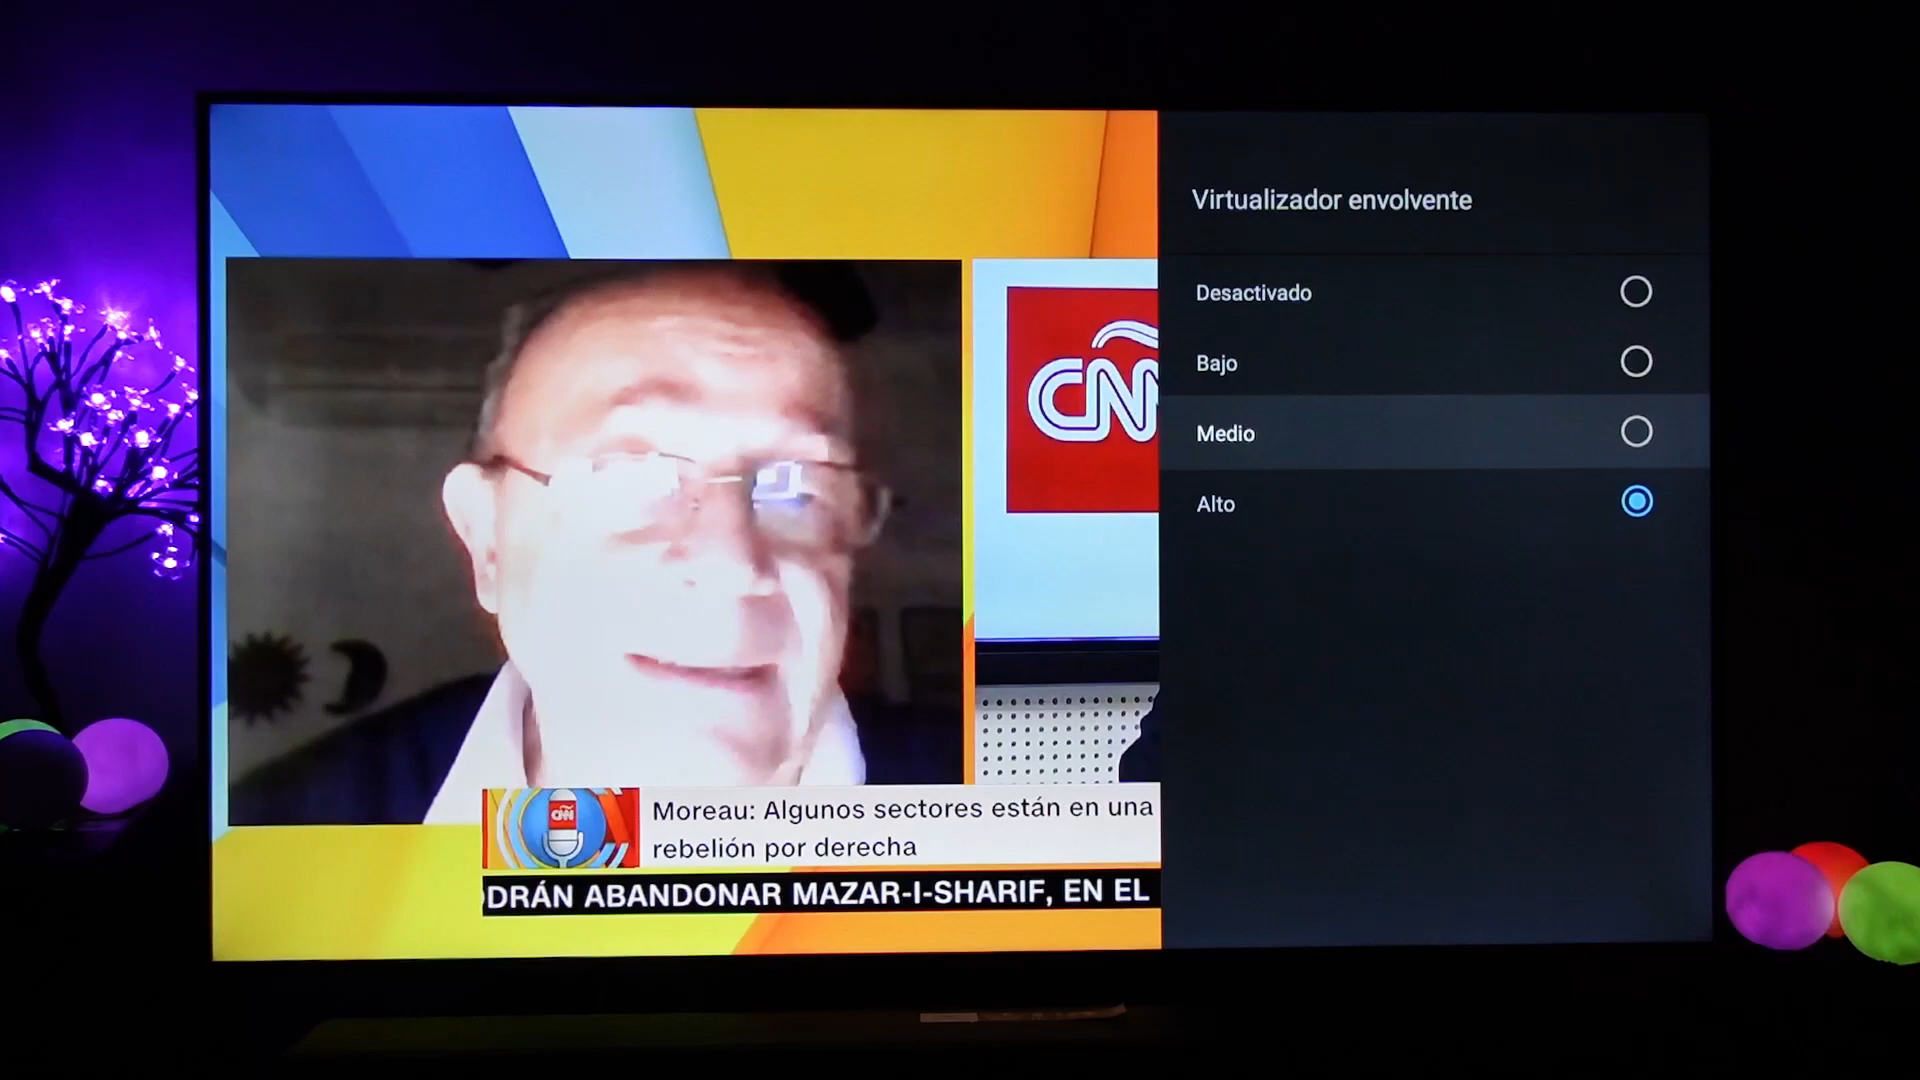 Virtualizador envolvente
Desactivado
Bajo
Medio
Alto
CNN
CNN
Moreau: Algunos sectores están en una
rebelión por derecha
DRÁN ABANDONAR MAZAR-I-SHARIF, EN EL